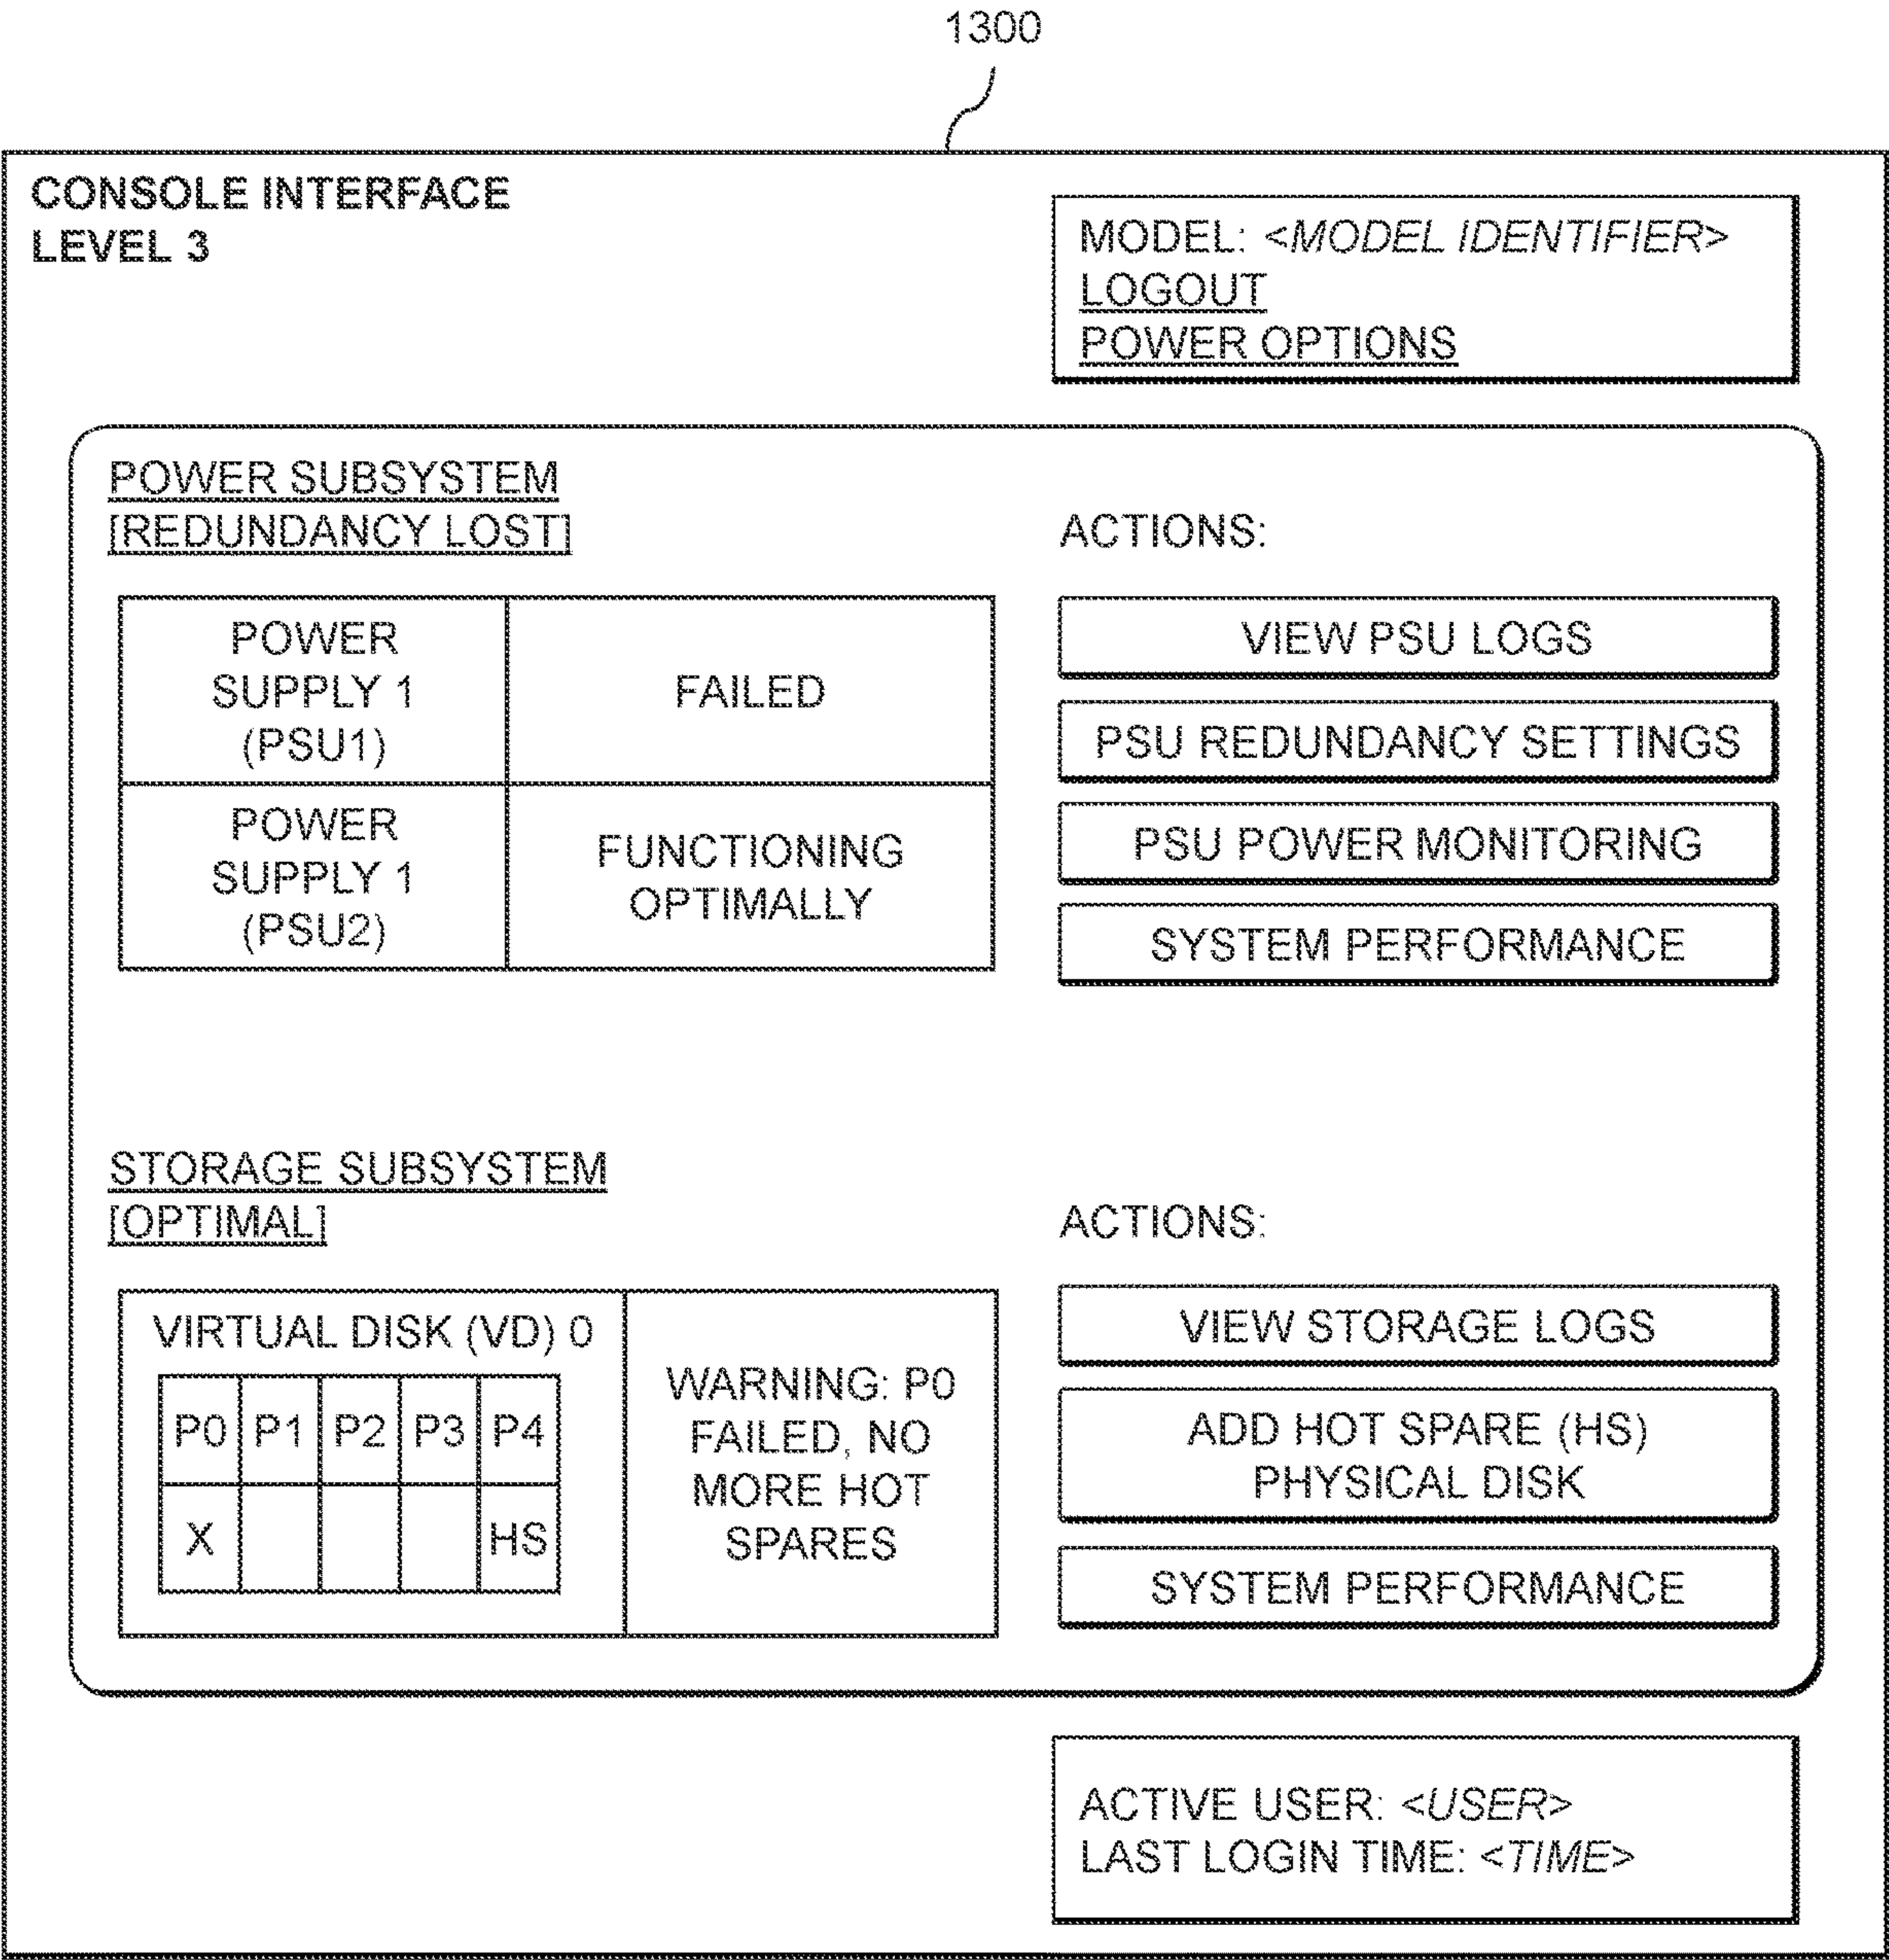 1300
CONSOLE INTERFACE
LEVEL 3
MODEL: <MODEL IDENTIFIER>
LOGOUT
POWER OPTIONS
POWER SUBSYSTEM
[REDUNDANCY LOST]
POWER
SUPPLY 1
(PSU1)
FAILED
POWER
SUPPLY 1
(PSU2)
FUNCTIONING
OPTIMALLY
ACTIONS:
VIEW PSU LOGS
PSU REDUNDANCY SETTINGS
PSU POWER MONITORING
SYSTEM PERFORMANCE
STORAGE SUBSYSTEM
[OPTIMAL]
VIRTUAL DISK (VD) 0
P0 P1 P2 P3 P4
X HS
WARNING: P0
FAILED, NO
MORE HOT
SPARES
ACTIONS:
VIEW STORAGE LOGS
ADD HOT SPARE (HS)
PHYSICAL DISK
SYSTEM PERFORMANCE
ACTIVE USER: <USER>
LAST LOGIN TIME: <TIME>